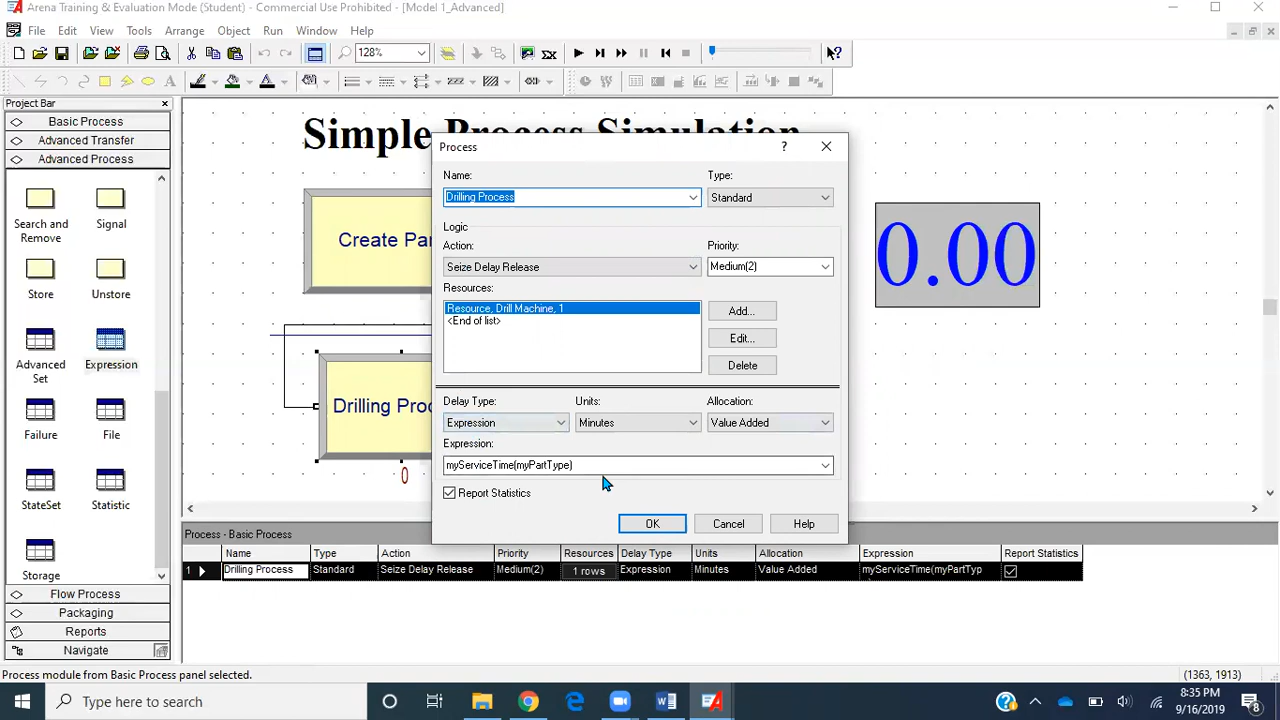 Arena Training & Evaluation Mode (Student) - Commercial Use Prohibited - [Model 1_Advanced]
File Edit View Tools Arrange Object Run Window Help
128%
Project Bar
Basic Process
Advanced Transfer
Advanced Process
Search and Remove
Signal
Store
Unstore
Advanced Set
Expression
Failure
File
StateSet
Statistic
Storage
Flow Process
Packaging
Reports
Navigate
Simple Process Simulation
Create Par
Drilling Proc
0
0.00
Process
Name:
Type:
Drilling Process
Standard
Logic
Action:
Priority:
Seize Delay Release
Medium(2)
Resources:
Resource, Drill Machine, 1
<End of list>
Add...
Edit...
Delete
Delay Type:
Units:
Allocation:
Expression
Minutes
Value Added
Expression:
myServiceTime(myPartType)
Report Statistics
OK
Cancel
Help
Process - Basic Process
Name Type Action Priority Resources Delay Type Units Allocation Expression Report Statistics
1 Drilling Process Standard Seize Delay Release Medium(2) 1 rows Expression Minutes Value Added myServiceTime(myPartTyp
Process module from Basic Process panel selected.
(1363, 1913)
Type here to search
8:35 PM
9/16/2019
8